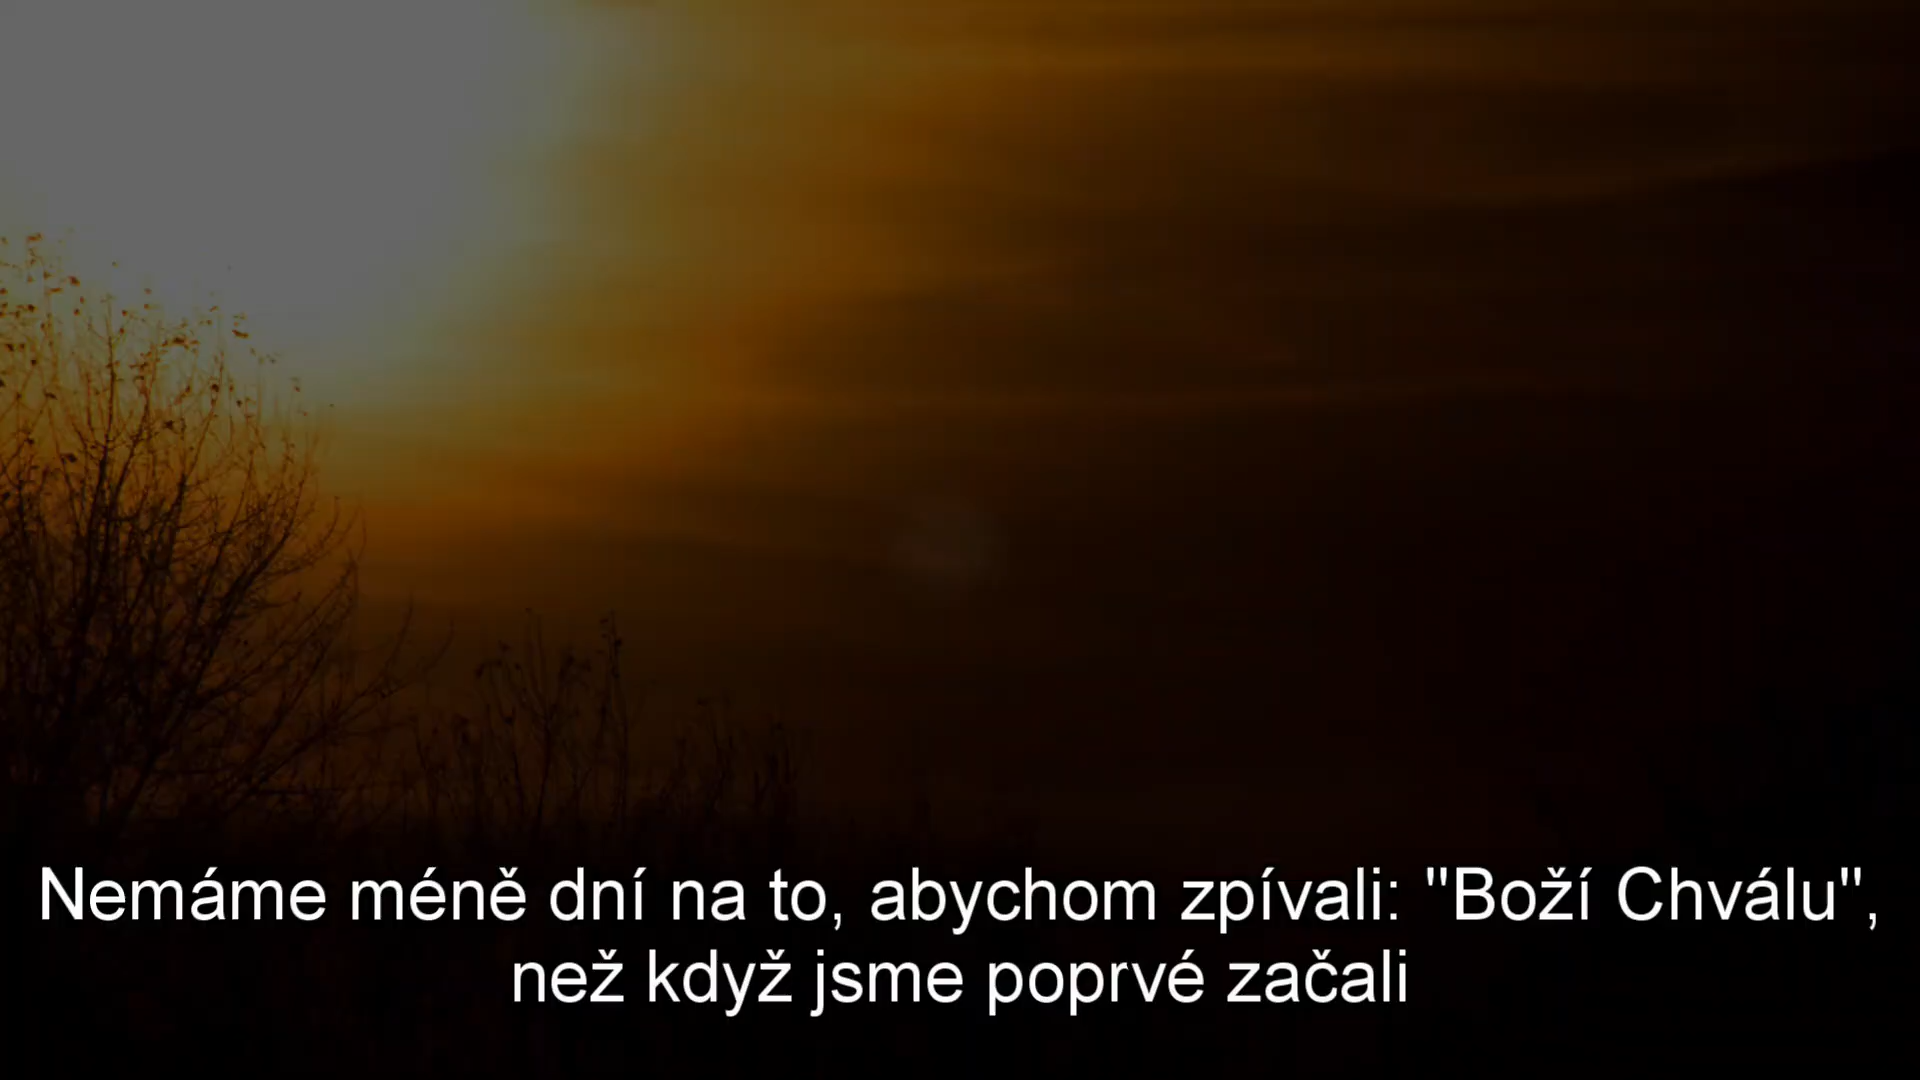 Nemáme méně dní na to, abychom zpívali: "Boží Chválu",
než když jsme poprvé začali